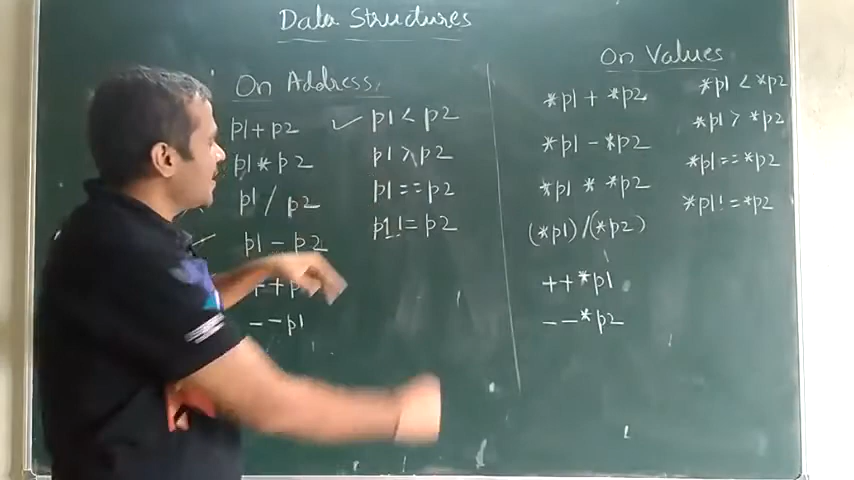 Data Structures
On Address
p1+p2
p1 * p2
p1 / p2
✓ p1 - p2
++p1
--p1
✓ p1 < p2
p1 > p2
p1 == p2
p1 != p2
On Values
*p1 + *p2
*p1 - *p2
*p1 * *p2
(*p1)/(*p2)
++*p1
--*p2
*p1 < *p2
*p1 > *p2
*p1 == *p2
*p1 != *p2